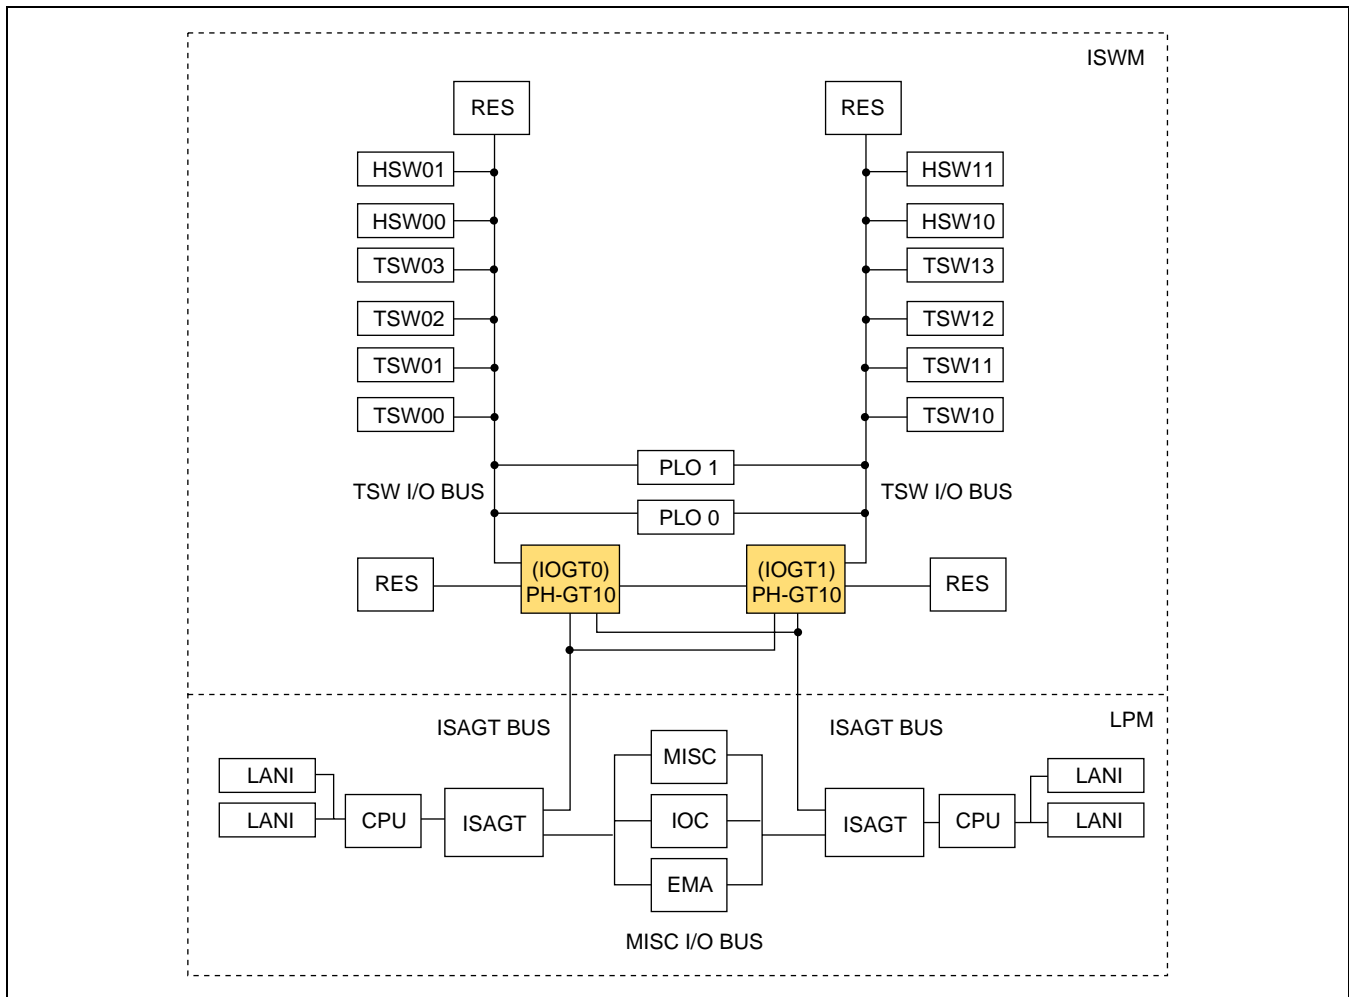 ISWM
RES
RES
HSW01
HSW11
HSW00
HSW10
TSW03
TSW13
TSW02
TSW12
TSW01
TSW11
TSW00
TSW10
PLO 1
TSW I/O BUS
TSW I/O BUS
PLO 0
RES
(IOGT0)
PH-GT10
(IOGT1)
PH-GT10
RES
ISAGT BUS
ISAGT BUS
LPM
LANI
MISC
LANI
LANI
CPU
ISAGT
IOC
ISAGT
CPU
LANI
EMA
MISC I/O BUS